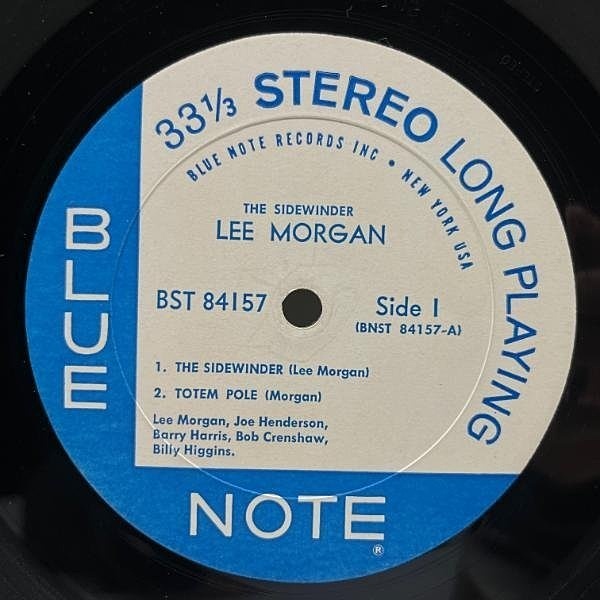 33⅓ STEREO LONG PLAYING
BLUE NOTE RECORDS INC • NEW YORK USA
THE SIDEWINDER
LEE MORGAN
BST 84157
Side 1
(BNST 84157-A)
1. THE SIDEWINDER (Lee Morgan)
2. TOTEM POLE (Morgan)
Lee Morgan, Joe Henderson,
Barry Harris, Bob Crenshaw,
Billy Higgins.
BLUE
NOTE
®